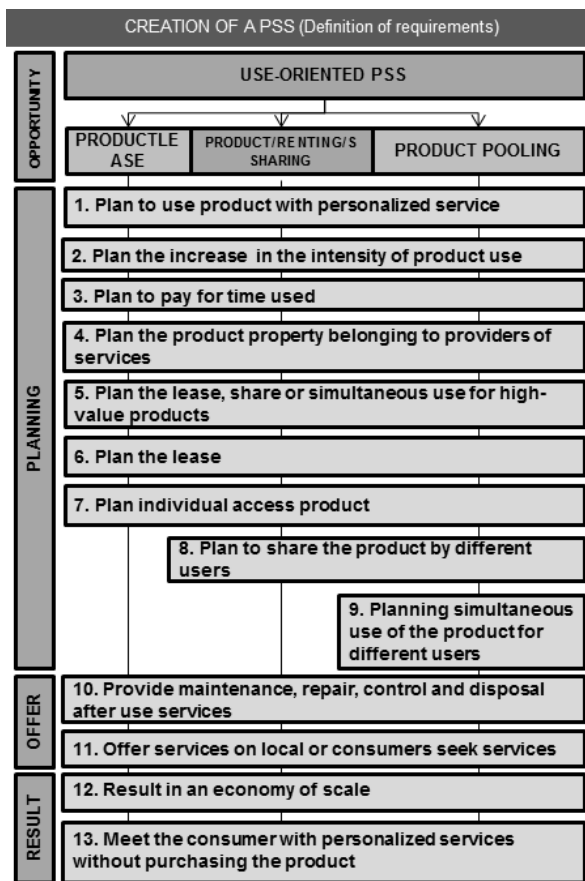 CREATION OF A PSS (Definition of requirements)
OPPORTUNITY
USE-ORIENTED PSS
PRODUCTLE
ASE
PRODUCT/RENTING/S
SHARING
PRODUCT POOLING
PLANNING
1. Plan to use product with personalized service
2. Plan the increase in the intensity of product use
3. Plan to pay for time used
4. Plan the product property belonging to providers of
services
5. Plan the lease, share or simultaneous use for high-
value products
6. Plan the lease
7. Plan individual access product
8. Plan to share the product by different
users
9. Planning simultaneous
use of the product for
different users
OFFER
10. Provide maintenance, repair, control and disposal
after use services
11. Offer services on local or consumers seek services
RESULT
12. Result in an economy of scale
13. Meet the consumer with personalized services
without purchasing the product